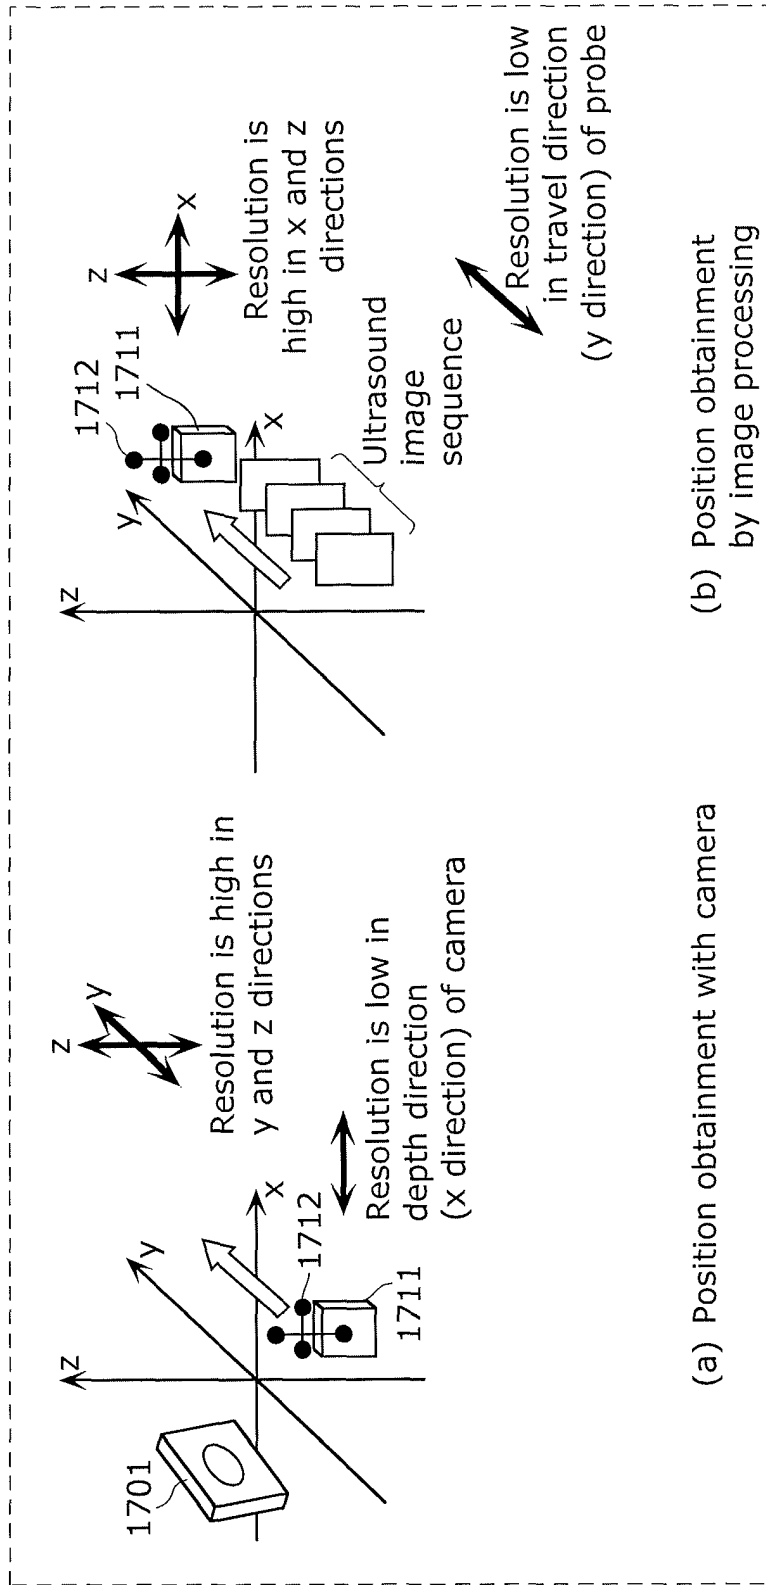 1701
z
y
x
1712
1711
z
y
Resolution is high in
y and z directions
Resolution is low in
depth direction
(x direction) of camera
(a) Position obtainment with camera
z
y
x
1712
1711
Ultrasound
image
sequence
z
x
Resolution is
high in x and z
directions
Resolution is low
in travel direction
(y direction) of probe
(b) Position obtainment
by image processing